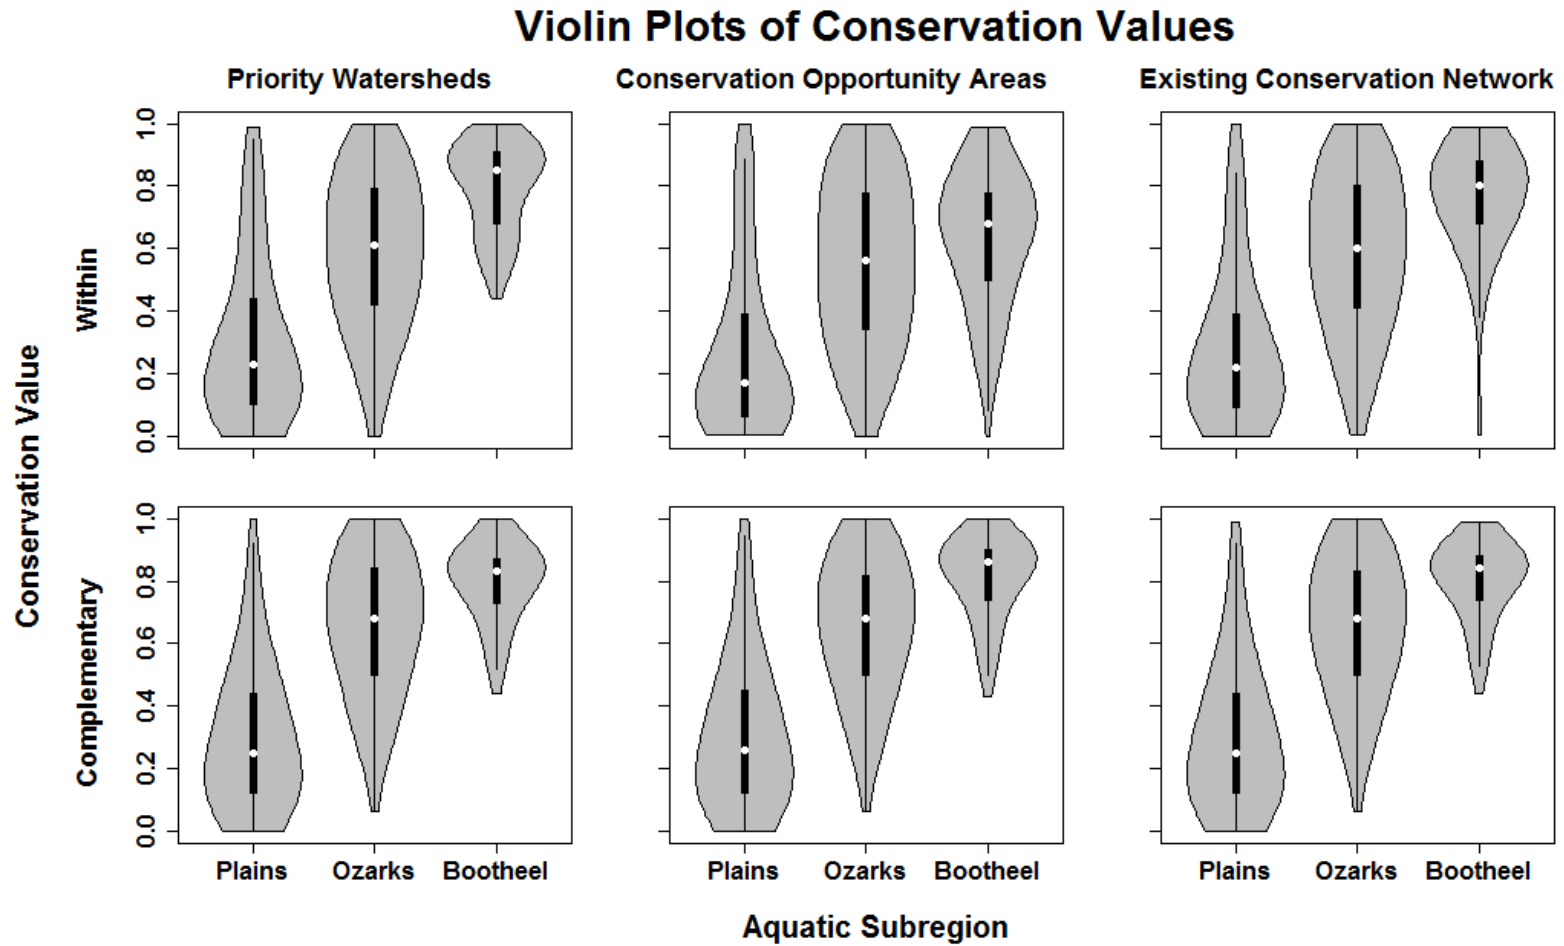 Violin Plots of Conservation Values
Priority Watersheds
Conservation Opportunity Areas
Existing Conservation Network
Conservation Value
Within
1.0
0.8
0.6
0.4
0.2
0.0
Complementary
1.0
0.8
0.6
0.4
0.2
0.0
Plains Ozarks Bootheel
Plains Ozarks Bootheel
Plains Ozarks Bootheel
Aquatic Subregion